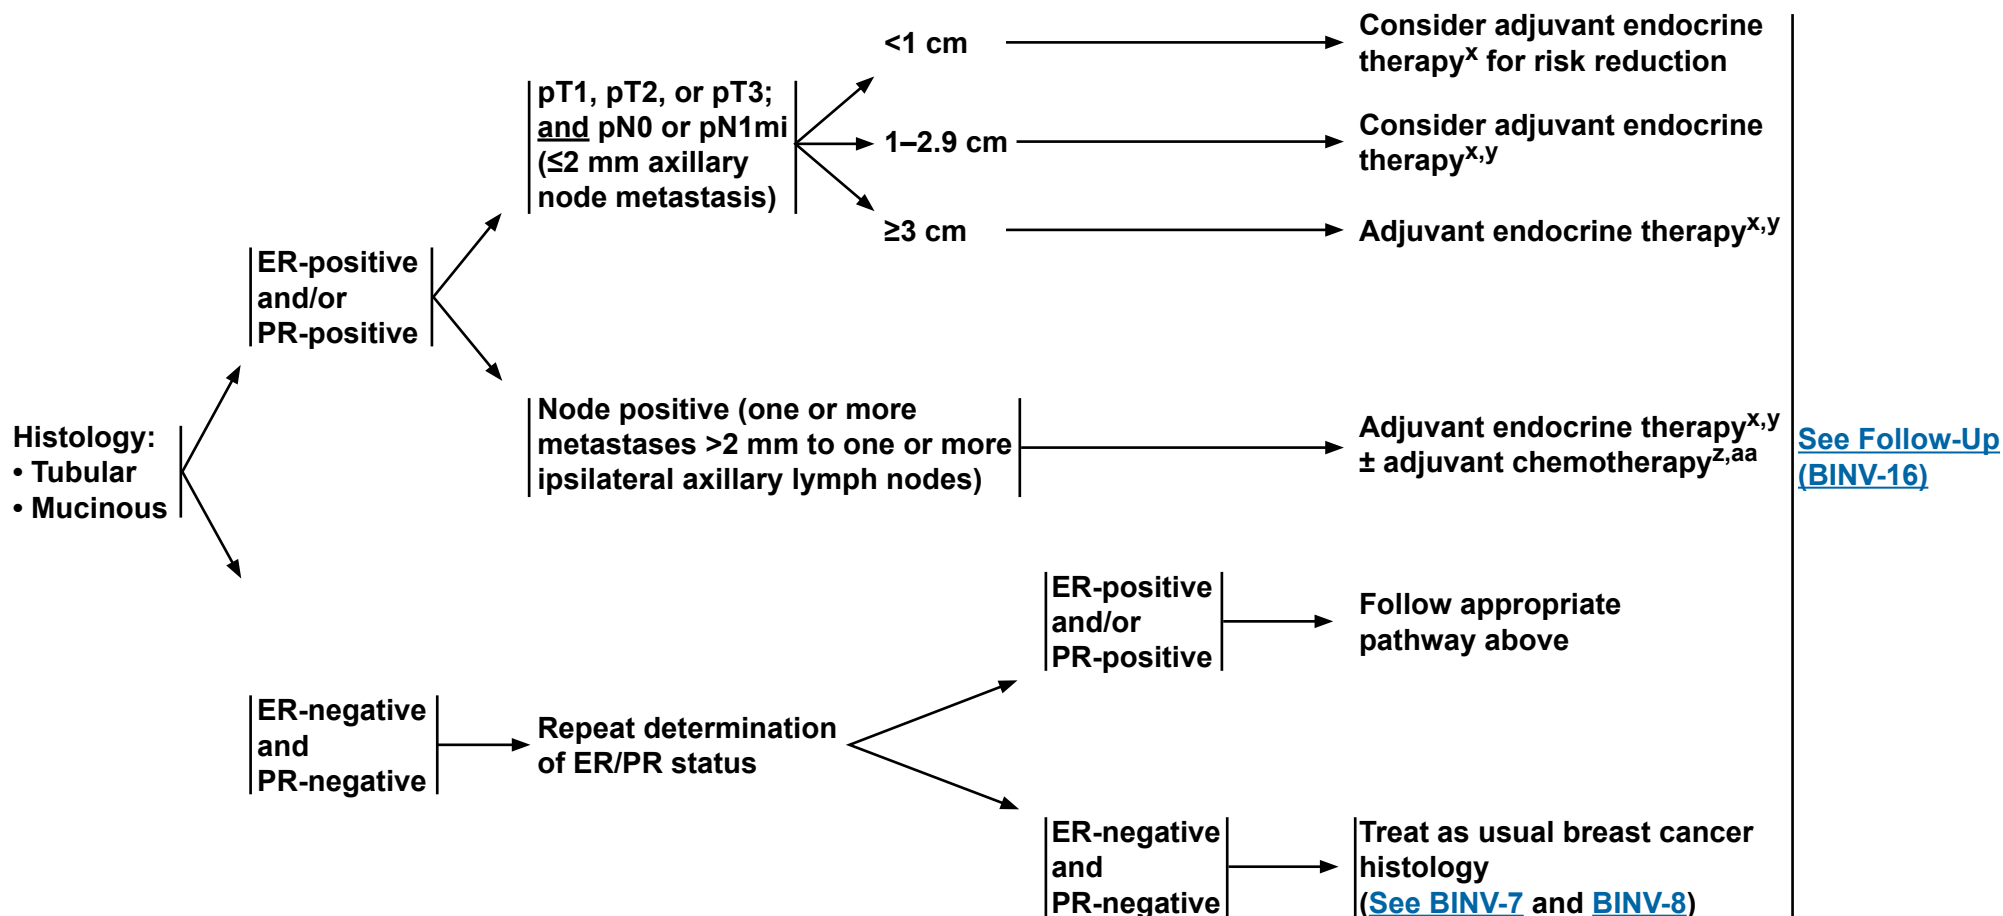 <1 cm
Consider adjuvant endocrine
therapyx for risk reduction
pT1, pT2, or pT3;
and pN0 or pN1mi
(≤2 mm axillary
node metastasis)
1–2.9 cm
Consider adjuvant endocrine
therapyx,y
≥3 cm
Adjuvant endocrine therapyx,y
ER-positive
and/or
PR-positive
Histology:
• Tubular
• Mucinous
Node positive (one or more
metastases >2 mm to one or more
ipsilateral axillary lymph nodes)
Adjuvant endocrine therapyx,y
± adjuvant chemotherapyz,aa
See Follow-Up
(BINV-16)
ER-positive
and/or
PR-positive
Follow appropriate
pathway above
ER-negative
and
PR-negative
Repeat determination
of ER/PR status
ER-negative
and
PR-negative
Treat as usual breast cancer
histology
(See BINV-7 and BINV-8)